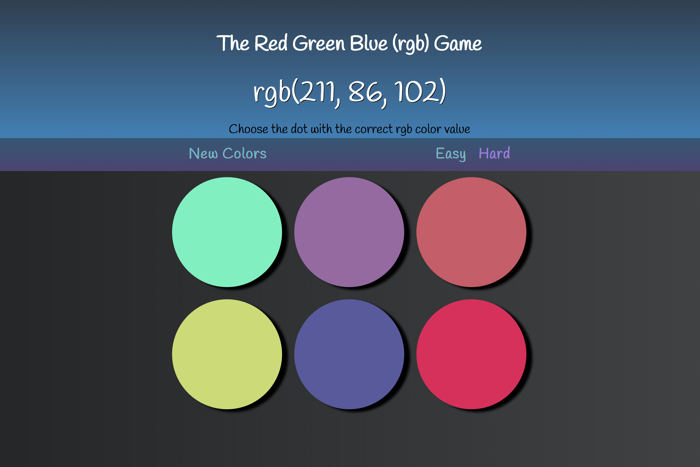 The Red Green Blue (rgb) Game
rgb(211, 86, 102)
Choose the dot with the correct rgb color value
New Colors Easy Hard